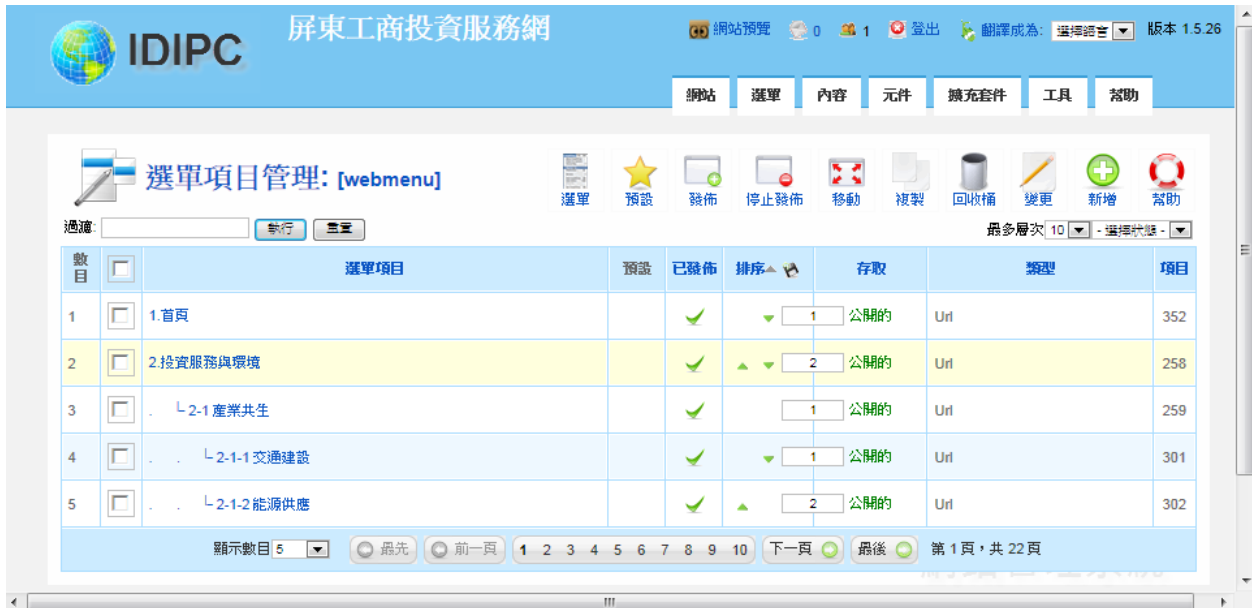 IDIPC 屏東工商投資服務網 網站預覽 0 1 登出 翻譯成為: 選擇語言 版本 1.5.26
網站 選單 內容 元件 擴充套件 工具 幫助
選單項目管理: [webmenu] 選單 預設 發佈 停止發佈 移動 複製 回收桶 變更 新增 幫助
過濾: 執行 重置 最多層次 10 - 選擇狀態 -
數目 選單項目 預設 已發佈 排序 存取 類型 項目
1 1.首頁 1 公開的 Url 352
2 2.投資服務與環境 2 公開的 Url 258
3 . └ 2-1 產業共生 1 公開的 Url 259
4 . . └ 2-1-1 交通建設 1 公開的 Url 301
5 . . └ 2-1-2 能源供應 2 公開的 Url 302
顯示數目 5 最先 前一頁 1 2 3 4 5 6 7 8 9 10 下一頁 最後 第 1 頁，共 22 頁